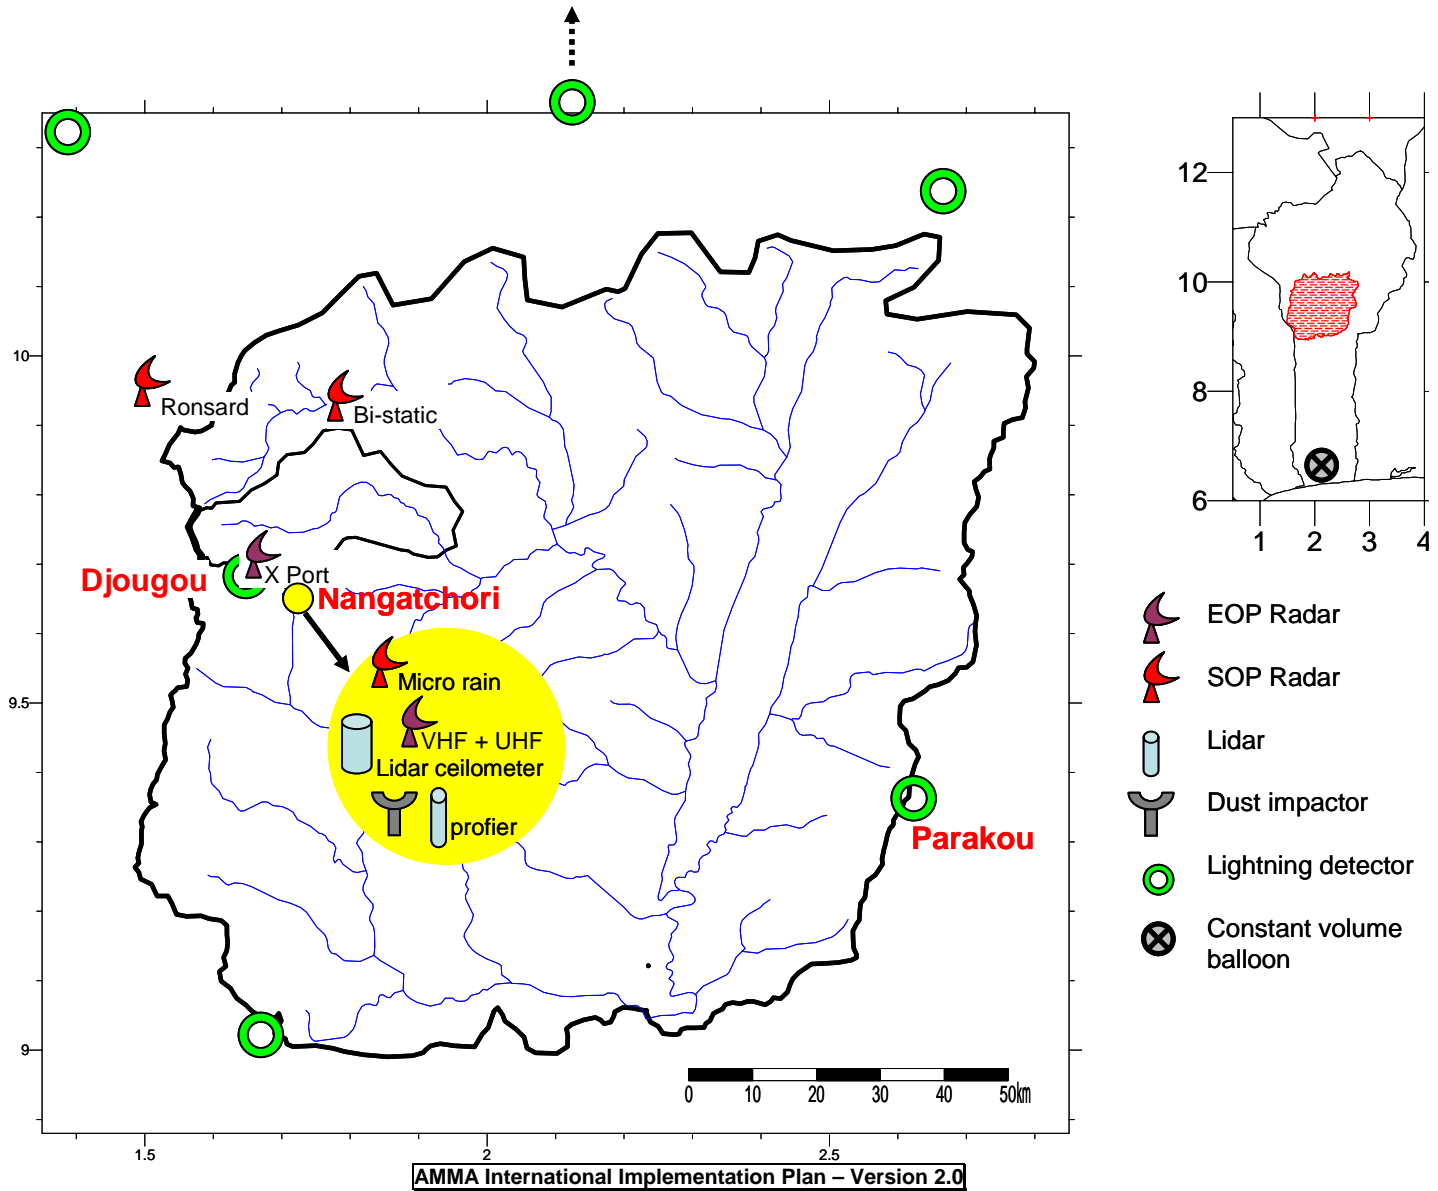 12
10
8
6
1 2 3 4
10
Ronsard
Bi-static
X Port
Djougou
Nangatchori
Micro rain
9.5
VHF + UHF
Lidar ceilometer
profier
Parakou
9
0 10 20 30 40 50km
1.5 2 2.5
AMMA International Implementation Plan – Version 2.0
EOP Radar
SOP Radar
Lidar
Dust impactor
Lightning detector
Constant volume
balloon